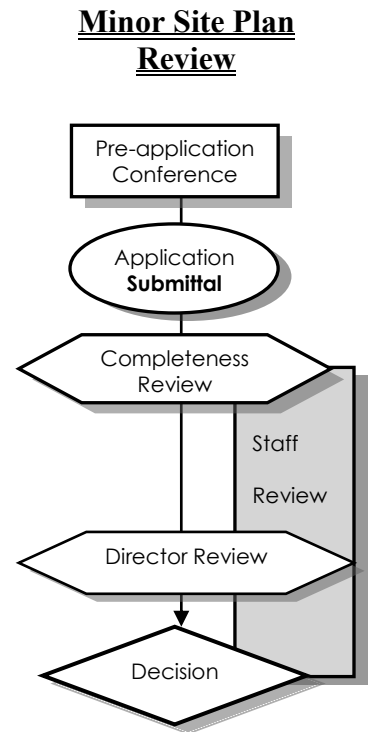 Minor Site Plan
Review
Pre-application
Conference
Application
Submittal
Completeness
Review
Staff
Review
Director Review
Decision